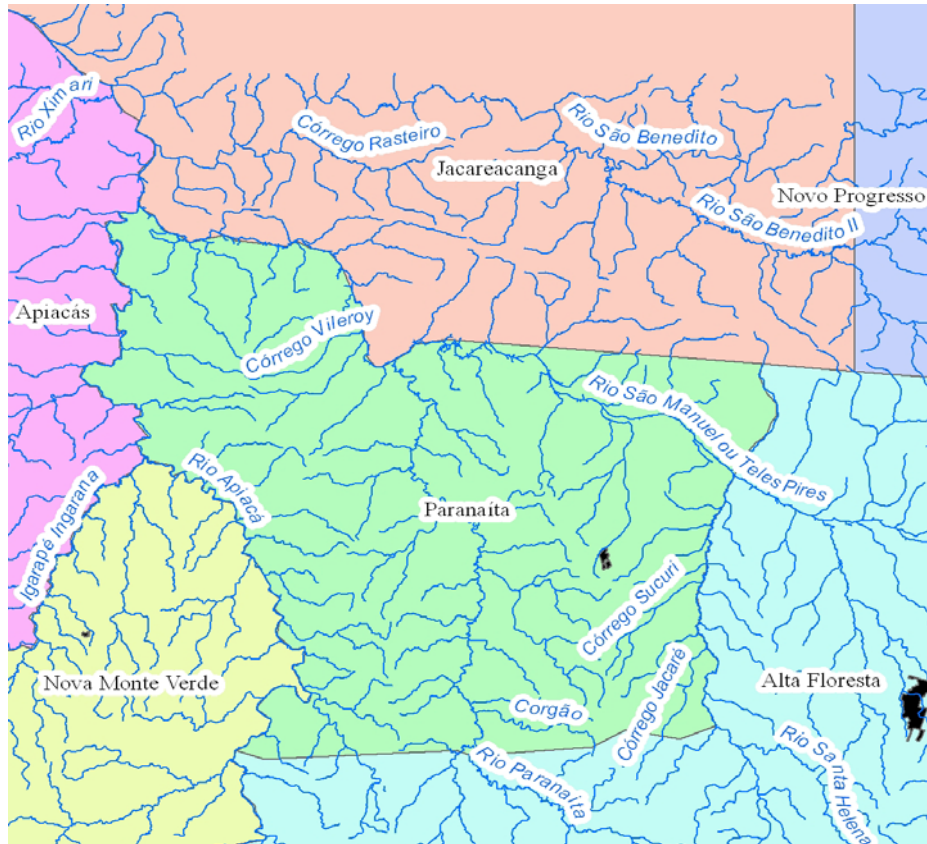 Rio Ximari
Córrego Rasteiro
Rio São Benedito
Jacareacanga
Novo Progresso
Rio São Benedito II
Apiacás
Córrego Vileroy
Rio São Manuel ou Teles Pires
Rio Apiacá
Paranaíta
Igarapé Ingarana
Córrego Sucuri
Nova Monte Verde
Alta Floresta
Córrego Jacaré
Corgão
Rio Paranaíta
Rio Santa Helena